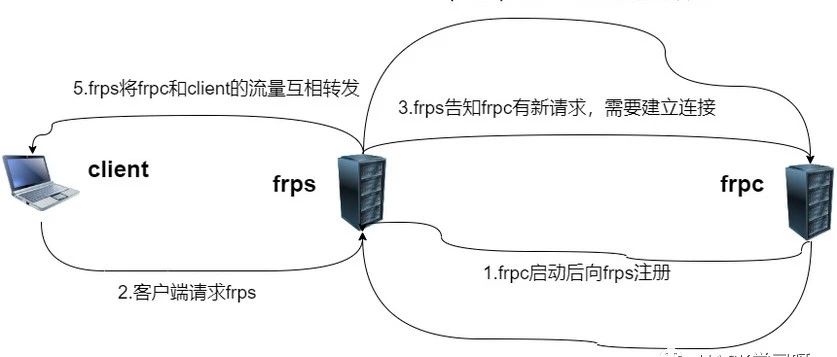 5.frps将frpc和client的流量互相转发
3.frps告知frpc有新请求，需要建立连接
client
frps
frpc
1.frpc启动后向frps注册
2.客户端请求frps